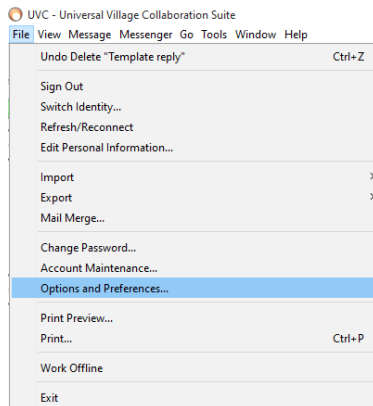 UVC - Universal Village Collaboration Suite
File View Message Messenger Go Tools Window Help
Undo Delete "Template reply" Ctrl+Z
Sign Out
Switch Identity...
Refresh/Reconnect
Edit Personal Information...
Import
Export
Mail Merge...
Change Password...
Account Maintenance...
Options and Preferences...
Print Preview...
Print... Ctrl+P
Work Offline
Exit